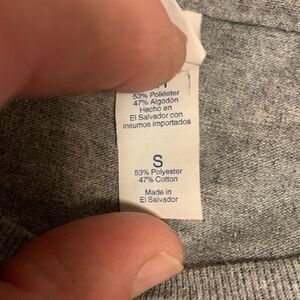 53% Poliéster
47% Algodón
Hecho en
El Salvador con
insumos importados
S
53% Polyester
47% Cotton
Made in
El Salvador